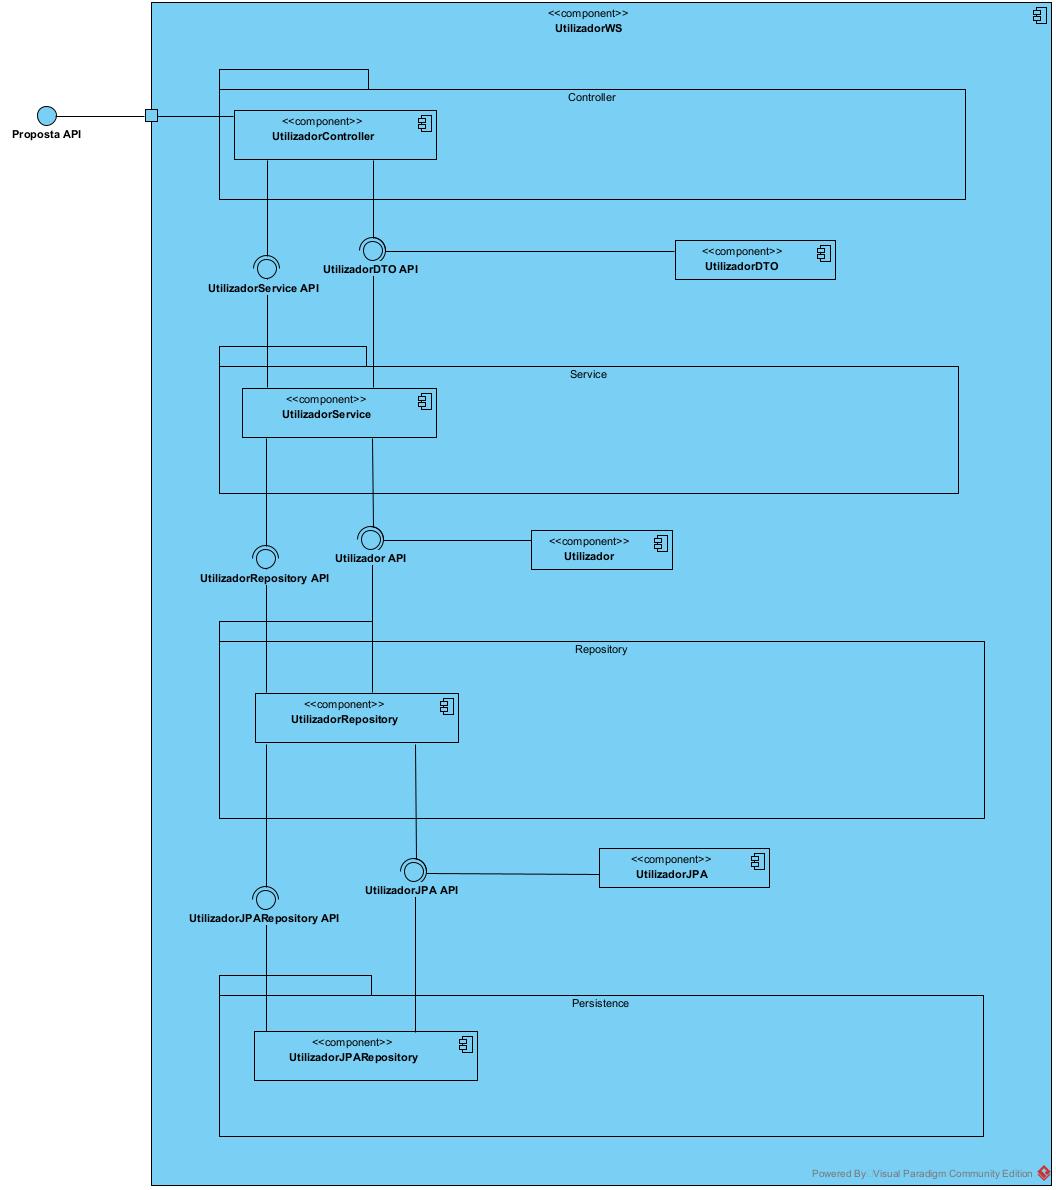 <<component>>
UtilizadorWS
Controller
Proposta API
<<component>>
UtilizadorController
<<component>>
UtilizadorDTO
UtilizadorDTO API
UtilizadorService API
Service
<<component>>
UtilizadorService
<<component>>
Utilizador
Utilizador API
UtilizadorRepository API
Repository
<<component>>
UtilizadorRepository
<<component>>
UtilizadorJPA
UtilizadorJPA API
UtilizadorJPARepository API
Persistence
<<component>>
UtilizadorJPARepository
Powered By Visual Paradigm Community Edition